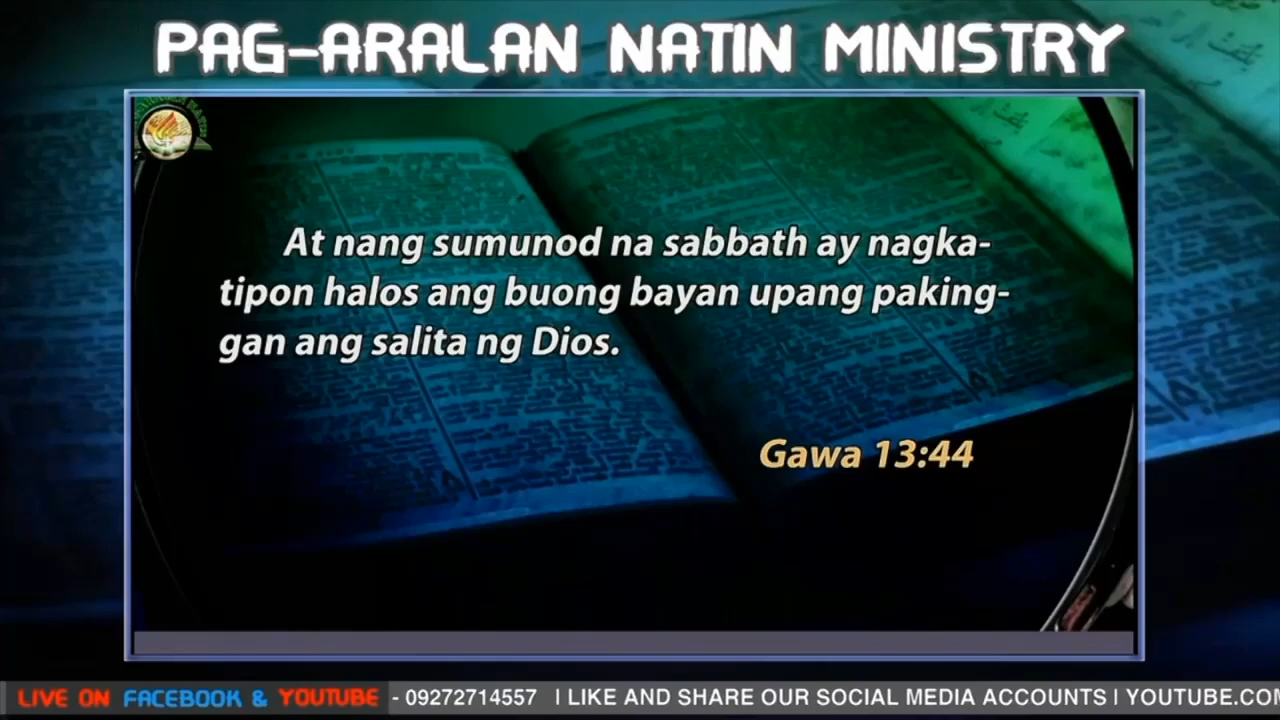 PAG-ARALAN NATIN MINISTRY
At nang sumunod na sabbath ay nagka-
tipon halos ang buong bayan upang paking-
gan ang salita ng Dios.
Gawa 13:44
LIVE ON FACEBOOK & YOUTUBE - 09272714557 | LIKE AND SHARE OUR SOCIAL MEDIA ACCOUNTS | YOUTUBE.COM